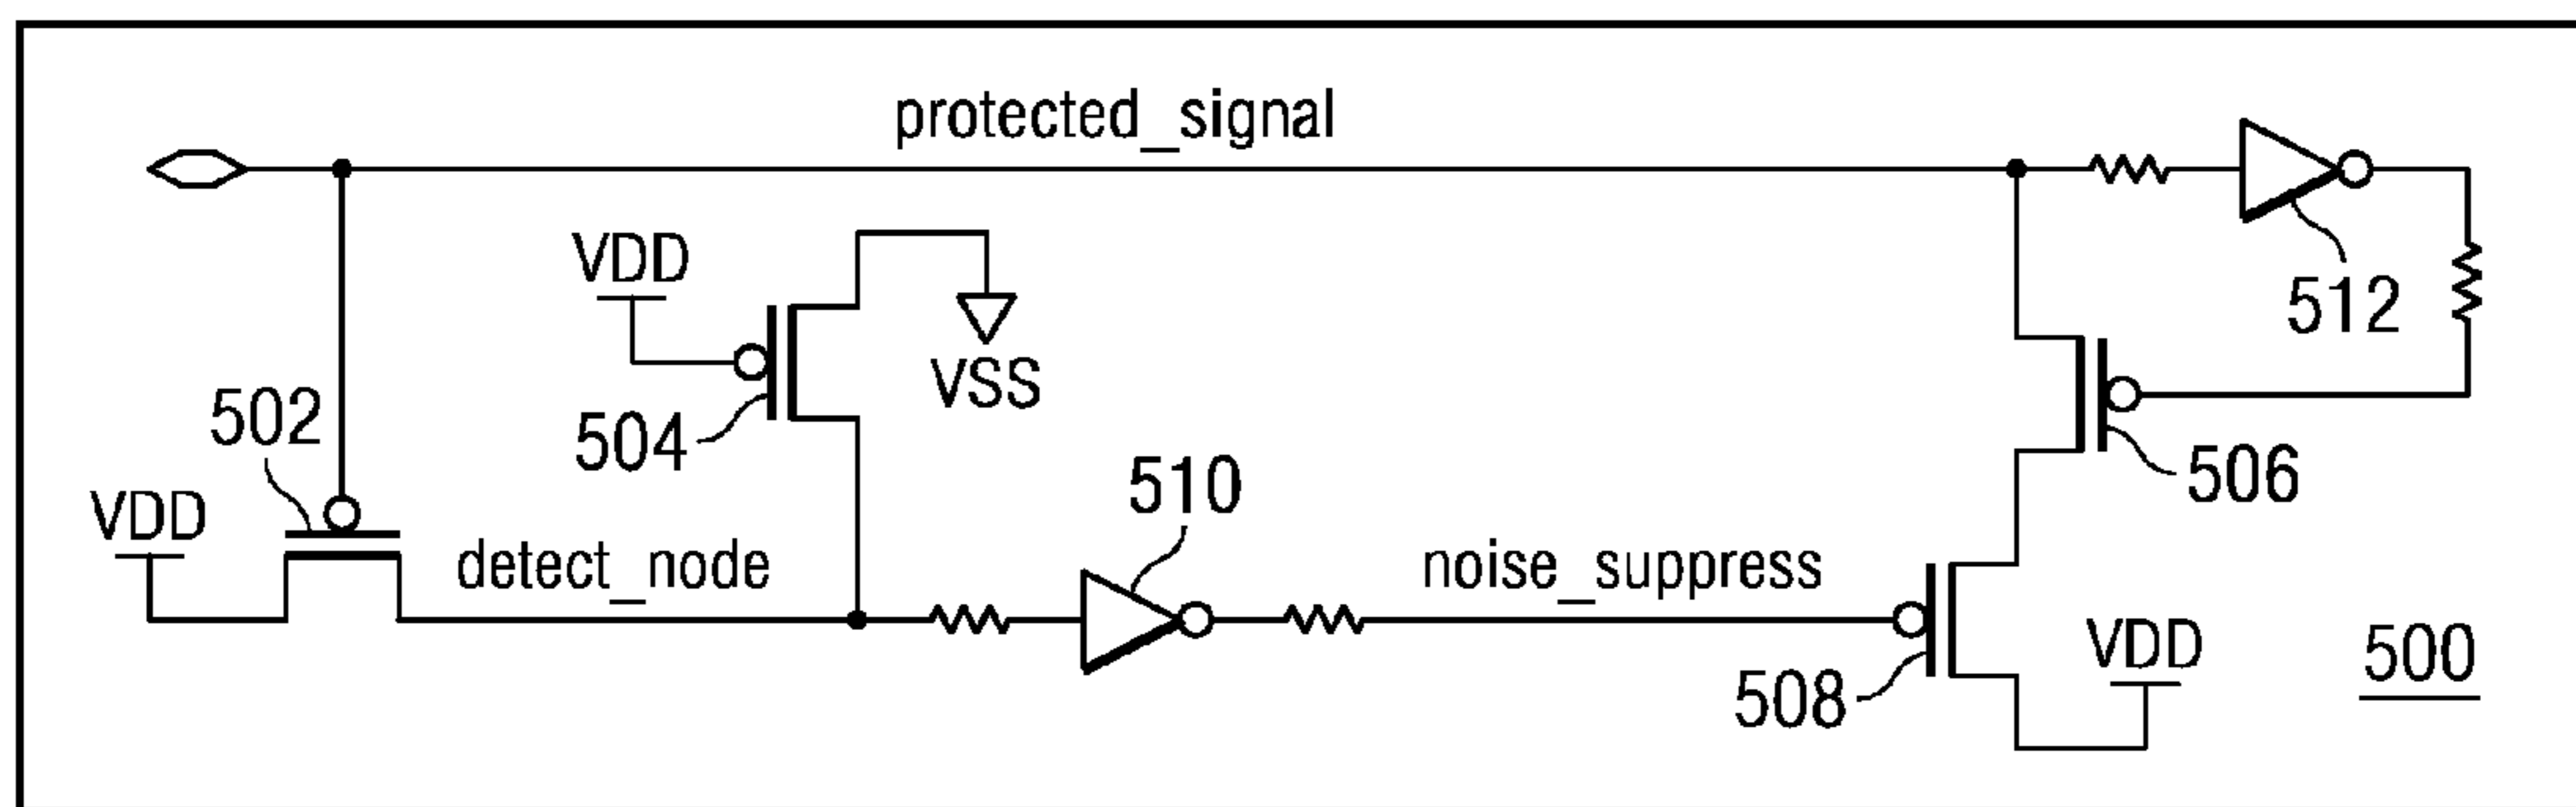 protected_signal
VDD
512
VSS
502
504
506
510
VDD
detect_node
noise_suppress
VDD
500
508